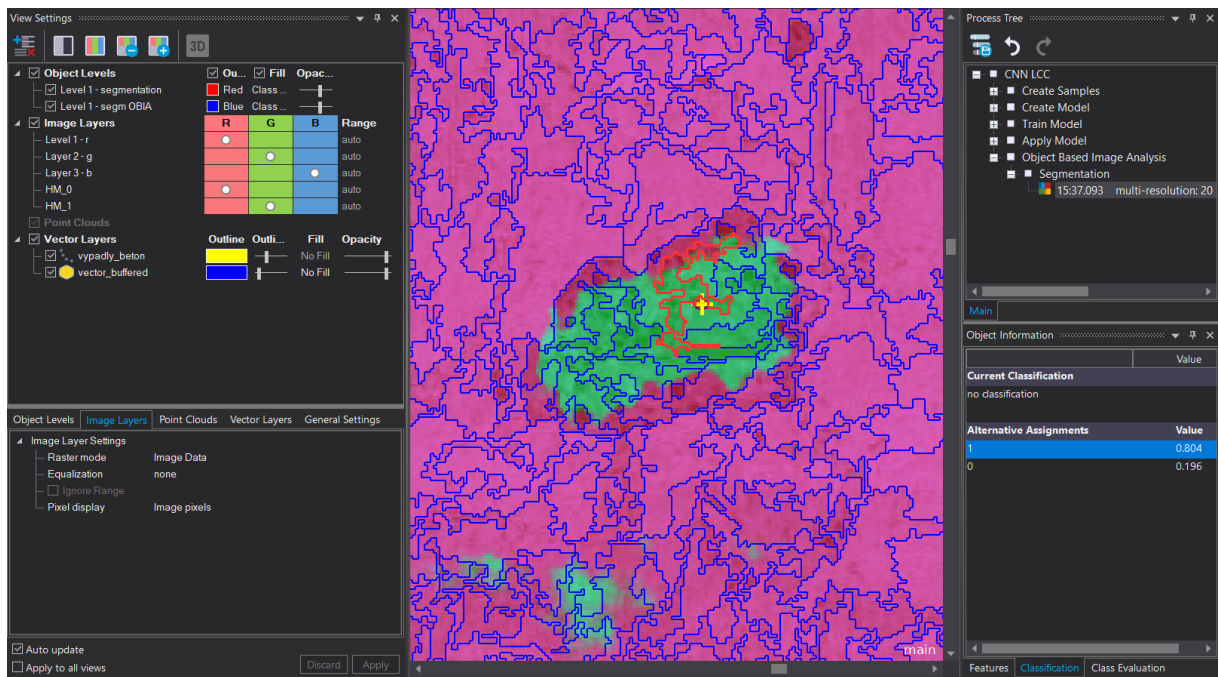 View Settings
3D
Object Levels Ou... Fill Opac...
Level 1 - segmentation Red Class ...
Level 1 - segm OBIA Blue Class ...
Image Layers R G B Range
Level 1 - r auto
Layer 2 - g auto
Layer 3 - b auto
HM_0 auto
HM_1 auto
Point Clouds
Vector Layers Outline Outli... Fill Opacity
vypadly_beton No Fill
vector_buffered No Fill
Object Levels Image Layers Point Clouds Vector Layers General Settings
Image Layer Settings
Raster mode Image Data
Equalization none
Ignore Range
Pixel display Image pixels
Auto update
Apply to all views Discard Apply
main
Process Tree
CNN LCC
Create Samples
Create Model
Train Model
Apply Model
Object Based Image Analysis
Segmentation
15:37.093 multi-resolution: 20
Main
Object Information
Value
Current Classification
no classification
Alternative Assignments Value
1 0.804
0 0.196
Features Classification Class Evaluation